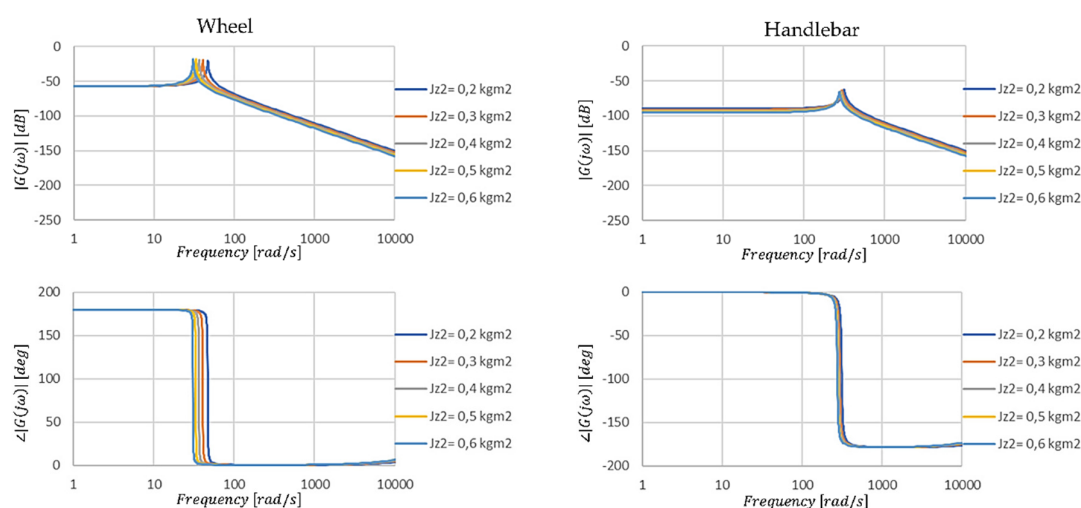 Wheel
0
-50
-100
-150
-200
-250
|G(jω)| [dB]
1
10
100
1000
10000
Frequency [rad/s]
Jz2= 0,2 kgm2
Jz2= 0,3 kgm2
Jz2= 0,4 kgm2
Jz2= 0,5 kgm2
Jz2= 0,6 kgm2
Handlebar
0
-50
-100
-150
-200
-250
|G(jω)| [dB]
1
10
100
1000
10000
Frequency [rad/s]
Jz2= 0,2 kgm2
Jz2= 0,3 kgm2
Jz2= 0,4 kgm2
Jz2= 0,5 kgm2
Jz2= 0,6 kgm2
200
150
100
50
0
∠|G(jω)| [deg]
1
10
100
1000
10000
Frequency [rad/s]
Jz2= 0,2 kgm2
Jz2= 0,3 kgm2
Jz2= 0,4 kgm2
Jz2= 0,5 kgm2
Jz2= 0,6 kgm2
0
-50
-100
-150
-200
∠|G(jω)| [deg]
1
10
100
1000
10000
Frequency [rad/s]
Jz2= 0,2 kgm2
Jz2= 0,3 kgm2
Jz2= 0,4 kgm2
Jz2= 0,5 kgm2
Jz2= 0,6 kgm2